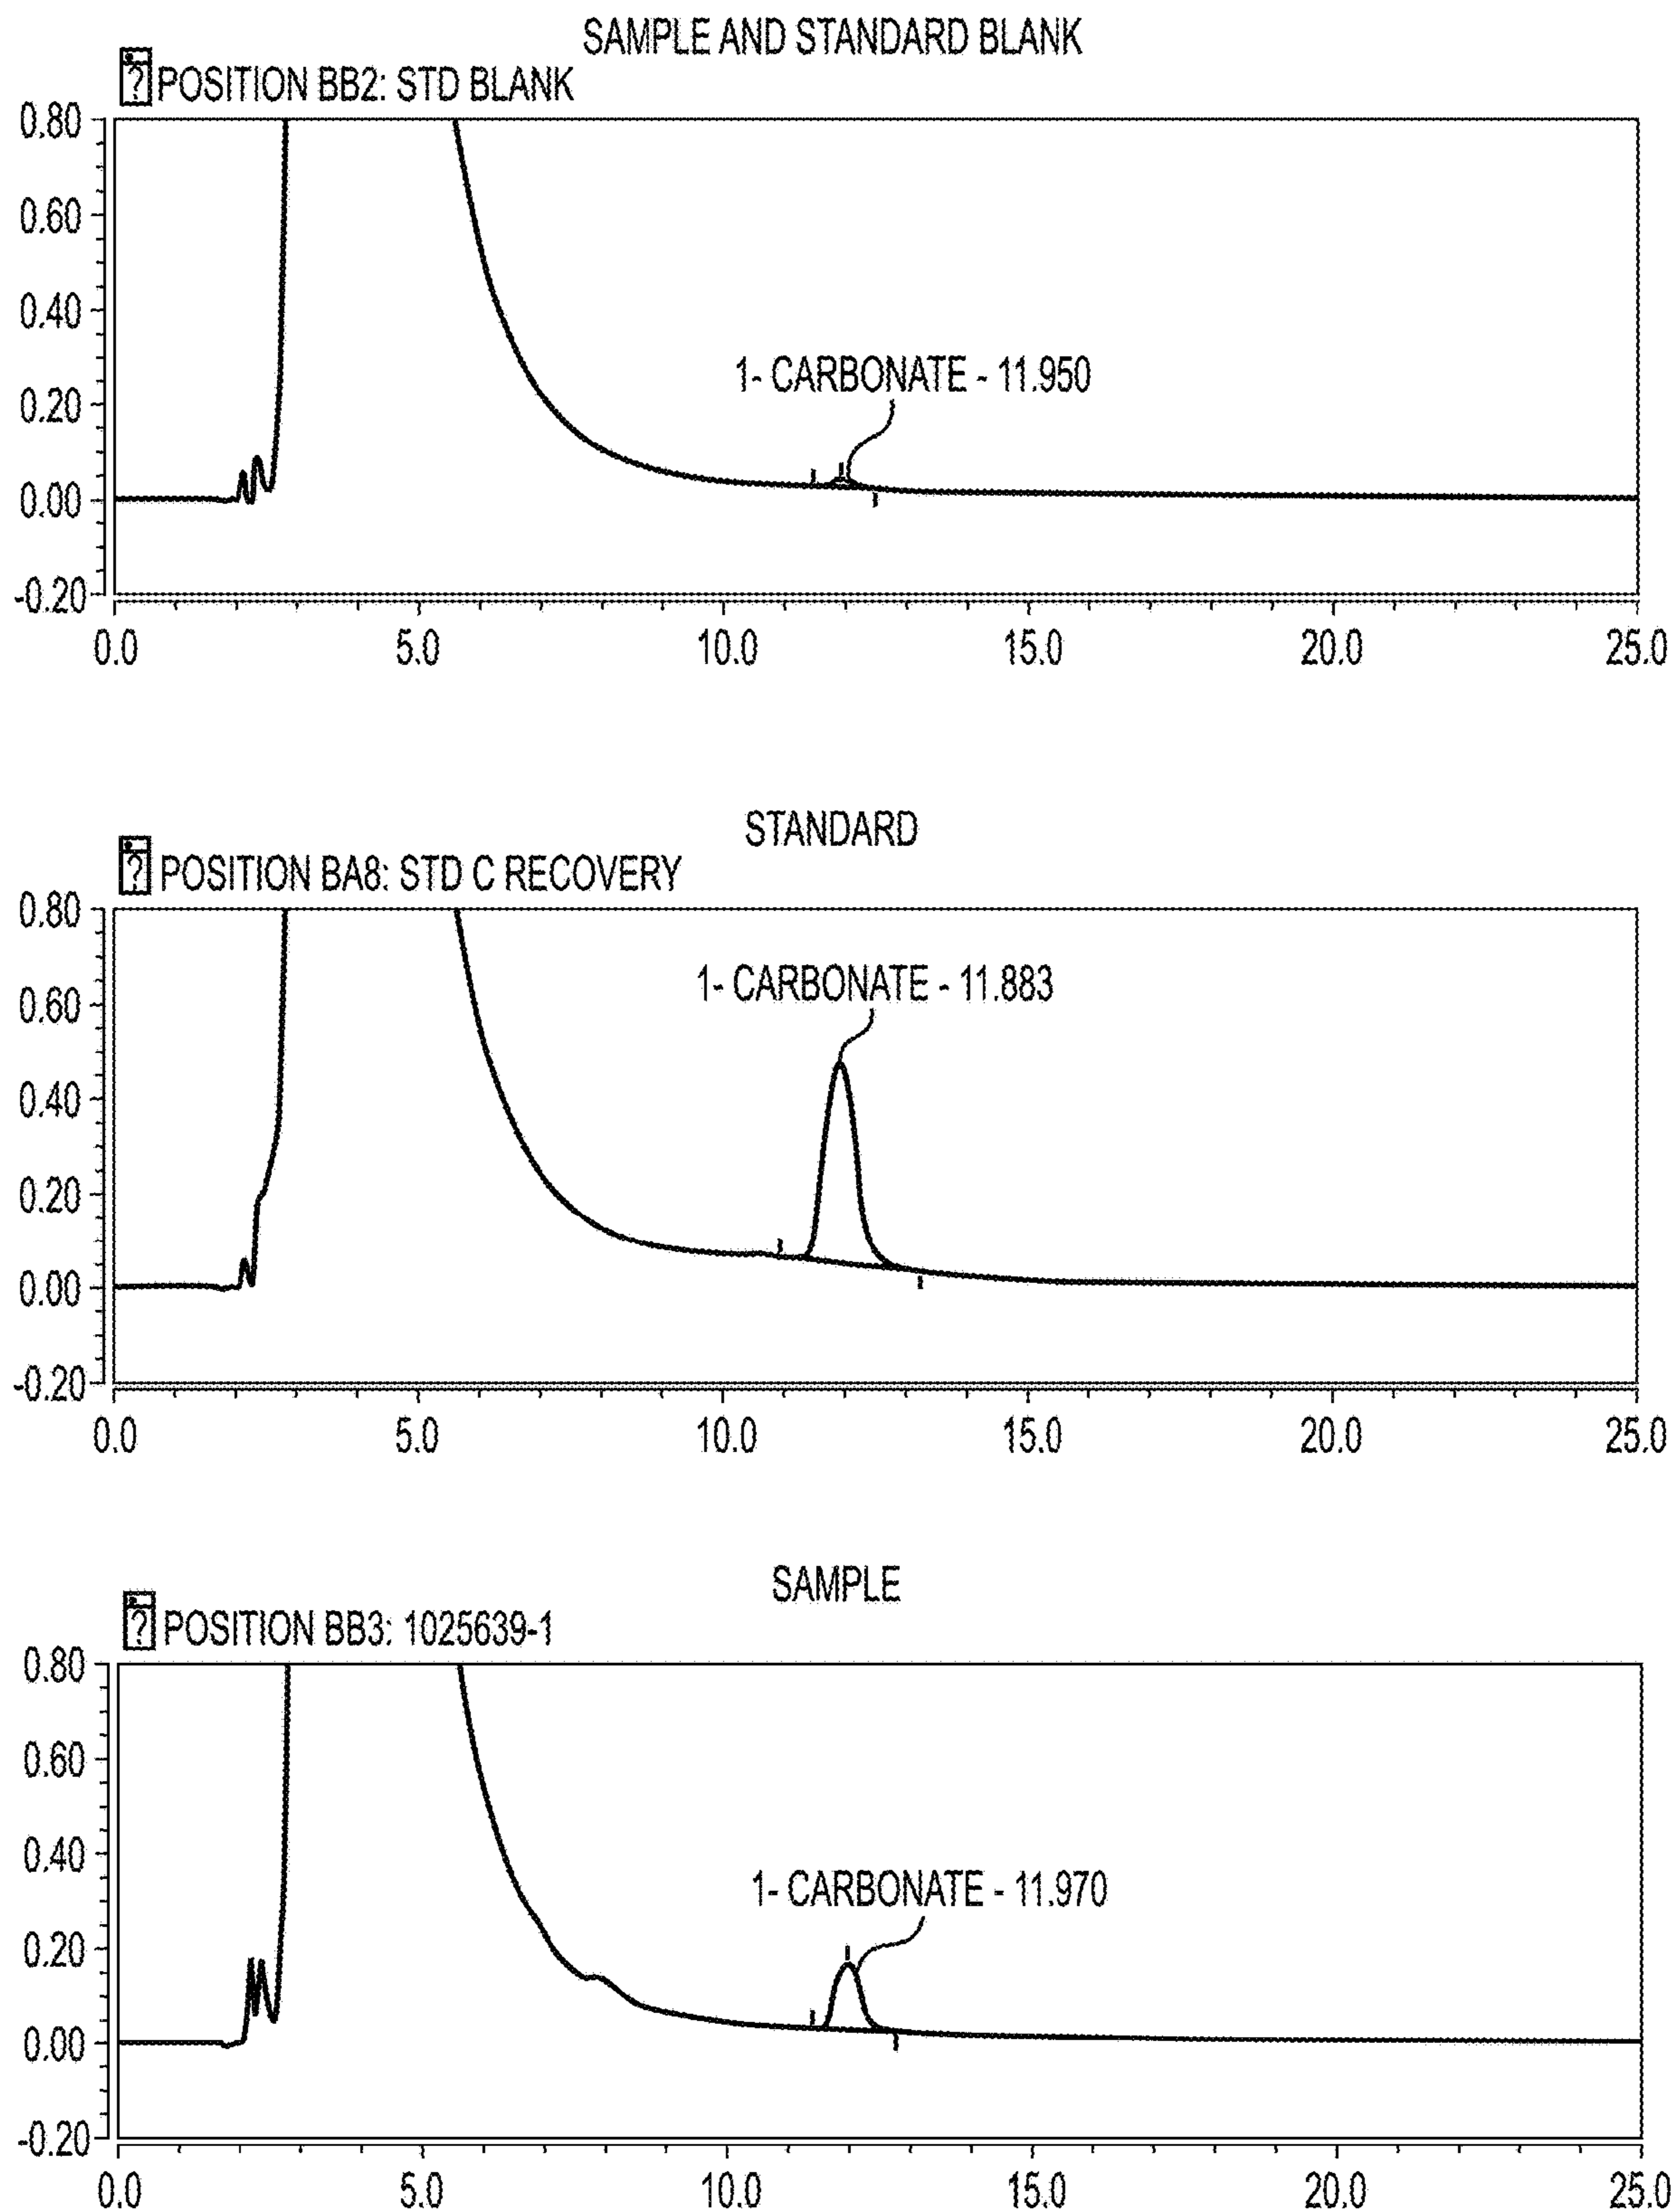 SAMPLE AND STANDARD BLANK
? POSITION BB2: STD BLANK
0.80
0.60
0.40
1- CARBONATE - 11.950
0.20
0.00
-0.20
0.0 5.0 10.0 15.0 20.0 25.0
STANDARD
? POSITION BA8: STD C RECOVERY
0.80
1- CARBONATE - 11.883
0.60
0.40
0.20
0.00
-0.20
0.0 5.0 10.0 15.0 20.0 25.0
SAMPLE
? POSITION BB3: 1025639-1
0.80
0.60
0.40
1- CARBONATE - 11.970
0.20
0.00
-0.20
0.0 5.0 10.0 15.0 20.0 25.0